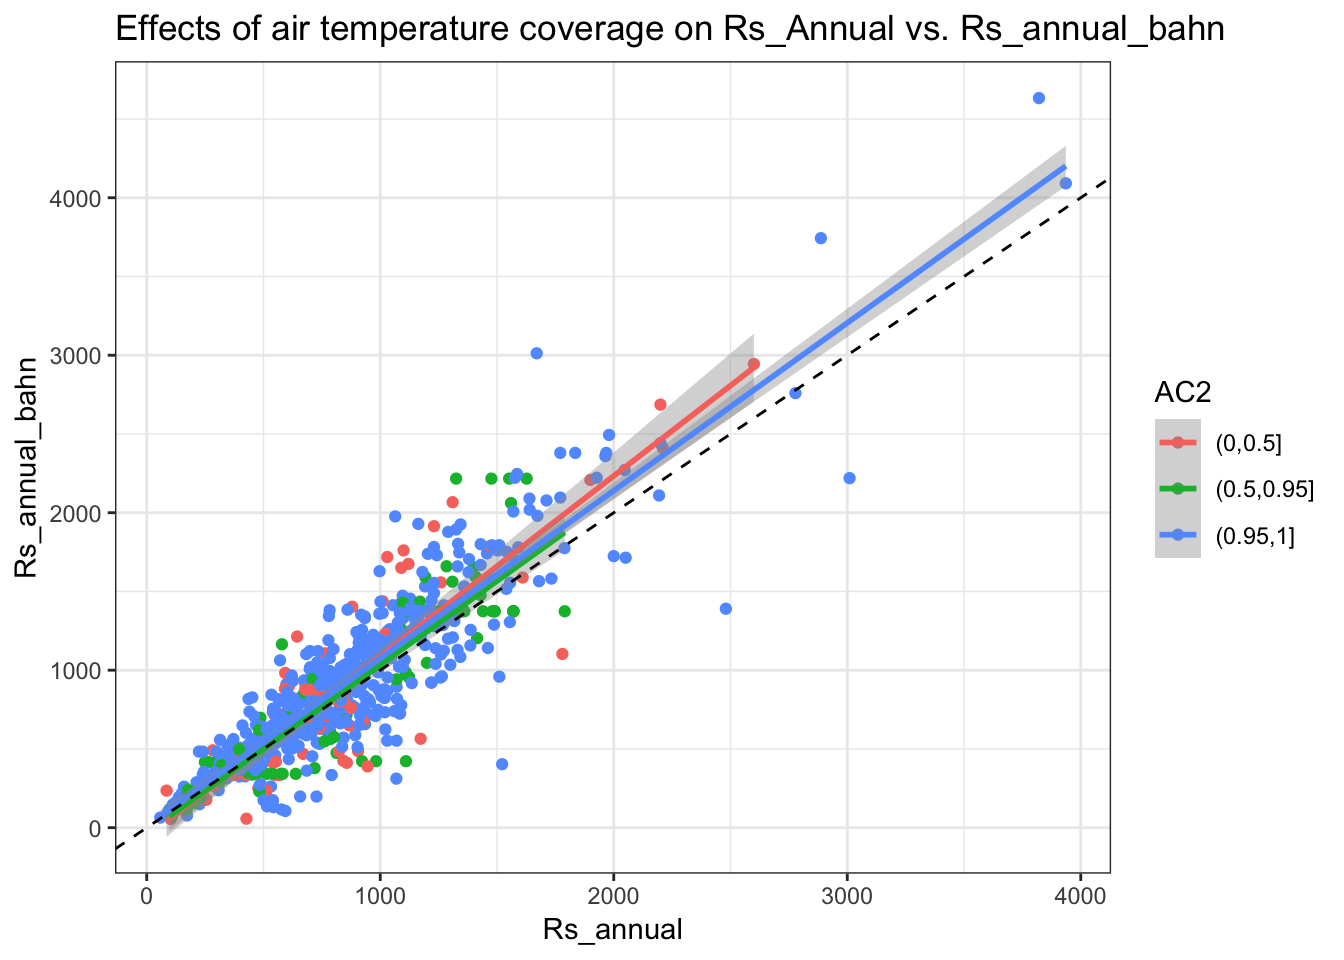 Effects of air temperature coverage on Rs_Annual vs. Rs_annual_bahn
Rs_annual_bahn
4000
3000
2000
1000
0
0 1000 2000 3000 4000
Rs_annual
AC2
(0,0.5]
(0.5,0.95]
(0.95,1]